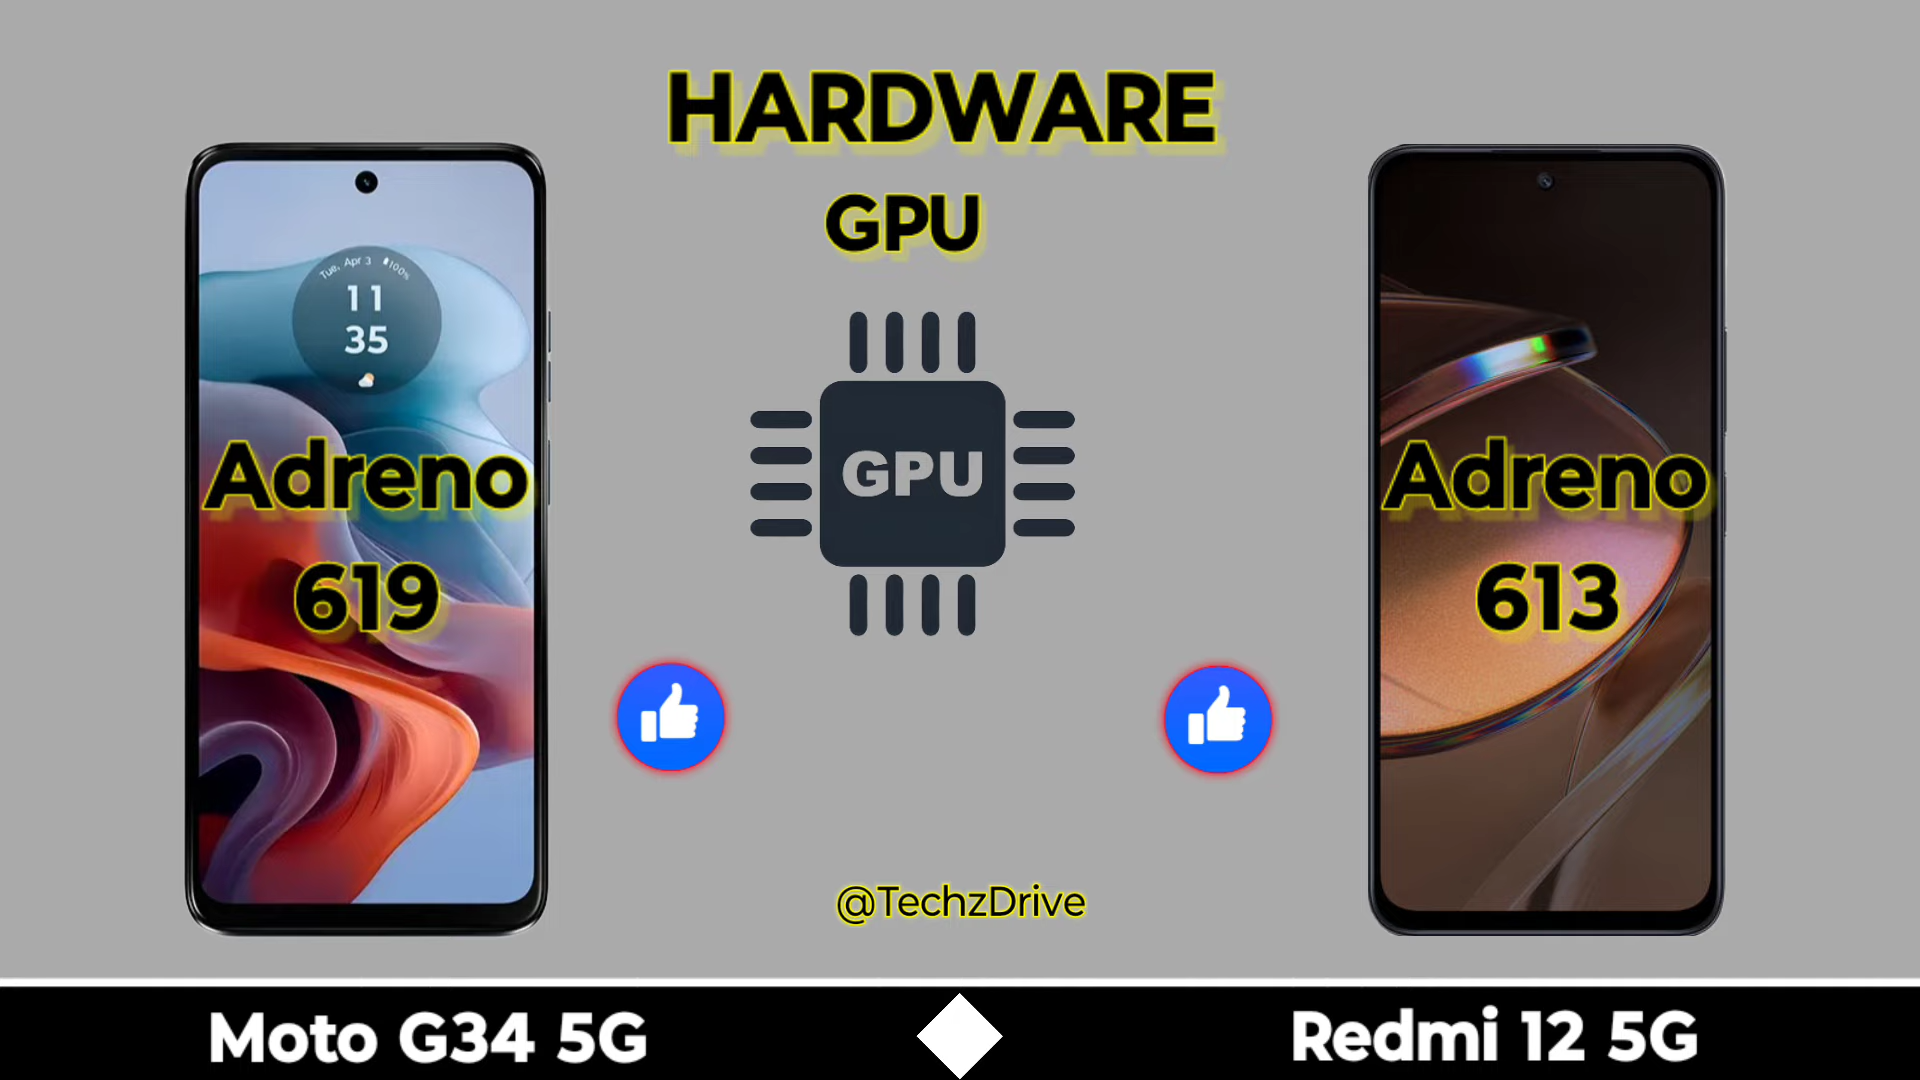 HARDWARE
GPU
Tue, Apr 3 100%
11
35
GPU
Adreno
619
Adreno
613
@TechzDrive
Moto G34 5G
Redmi 12 5G